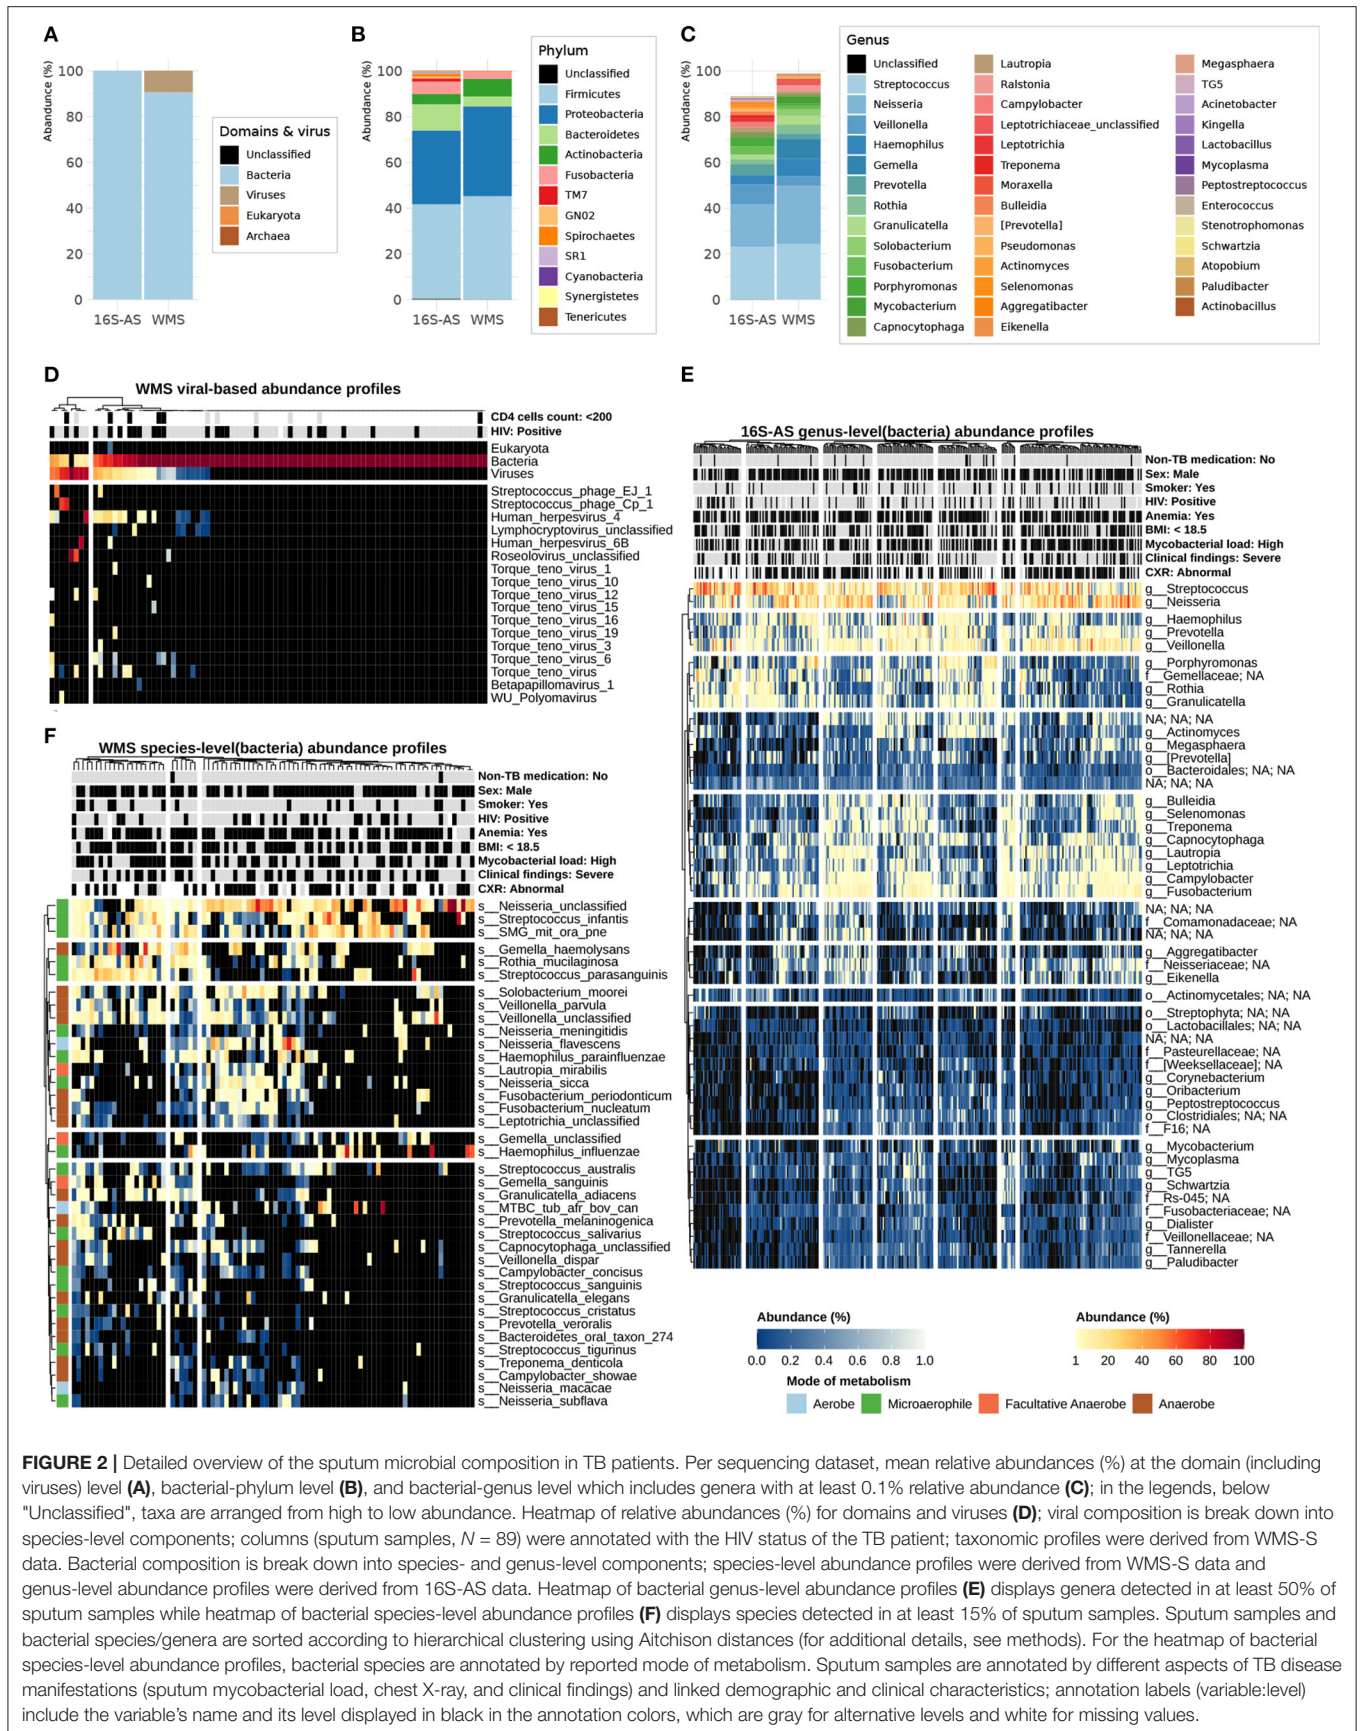 A
Abundance (%)
100
80
60
40
20
0
16S-AS WMS
Domains & virus
Unclassified
Bacteria
Viruses
Eukaryota
Archaea
B
Abundance (%)
100
80
60
40
20
0
16S-AS WMS
Phylum
Unclassified
Firmicutes
Proteobacteria
Bacteroidetes
Actinobacteria
Fusobacteria
TM7
GN02
Spirochaetes
SR1
Cyanobacteria
Synergistetes
Tenericutes
C
Abundance (%)
100
80
60
40
20
0
16S-AS WMS
Genus
Unclassified
Streptococcus
Neisseria
Veillonella
Haemophilus
Gemella
Prevotella
Rothia
Granulicatella
Solobacterium
Fusobacterium
Porphyromonas
Mycobacterium
Capnocytophaga
Lautropia
Ralstonia
Campylobacter
Leptotrichiaceae_unclassified
Leptotrichia
Treponema
Moraxella
Bulleidia
[Prevotella]
Pseudomonas
Actinomyces
Selenomonas
Aggregatibacter
Eikenella
Megasphaera
TG5
Acinetobacter
Kingella
Lactobacillus
Mycoplasma
Peptostreptococcus
Enterococcus
Stenotrophomonas
Schwartzia
Atopobium
Paludibacter
Actinobacillus
D
WMS viral-based abundance profiles
CD4 cells count: <200
HIV: Positive
Eukaryota
Bacteria
Viruses
Streptococcus_phage_EJ_1
Streptococcus_phage_Cp_1
Human_herpesvirus_4
Lymphocryptovirus_unclassified
Human_herpesvirus_6B
Roseolovirus_unclassified
Torque_teno_virus_1
Torque_teno_virus_10
Torque_teno_virus_12
Torque_teno_virus_15
Torque_teno_virus_16
Torque_teno_virus_19
Torque_teno_virus_3
Torque_teno_virus_6
Torque_teno_virus
Betapapillomavirus_1
WU_Polyomavirus
E
16S-AS genus-level(bacteria) abundance profiles
Non-TB medication: No
Sex: Male
Smoker: Yes
HIV: Positive
Anemia: Yes
BMI: < 18.5
Mycobacterial load: High
Clinical findings: Severe
CXR: Abnormal
g__Streptococcus
g__Neisseria
g__Haemophilus
g__Prevotella
g__Veillonella
g__Porphyromonas
f__Gemellaceae; NA
g__Rothia
g__Granulicatella
NA; NA; NA
g__Actinomyces
g__Megasphaera
g__[Prevotella]
o__Bacteroidales; NA; NA
NA; NA; NA
g__Bulleidia
g__Selenomonas
g__Treponema
g__Capnocytophaga
g__Lautropia
g__Leptotrichia
g__Campylobacter
g__Fusobacterium
NA; NA; NA
f__Comamonadaceae; NA
NA; NA; NA
g__Aggregatibacter
f__Neisseriaceae; NA
g__Eikenella
o__Actinomycetales; NA; NA
o__Streptophyta; NA; NA
o__Lactobacillales; NA; NA
NA; NA; NA
f__Pasteurellaceae; NA
f__[Weeksellaceae]; NA
g__Corynebacterium
g__Oribacterium
g__Peptostreptococcus
o__Clostridiales; NA; NA
f__F16; NA
g__Mycobacterium
g__Mycoplasma
g__TG5
g__Schwartzia
f__Rs-045; NA
f__Fusobacteriaceae; NA
g__Dialister
f__Veillonellaceae; NA
g__Tannerella
g__Paludibacter
F
WMS species-level(bacteria) abundance profiles
Non-TB medication: No
Sex: Male
Smoker: Yes
HIV: Positive
Anemia: Yes
BMI: < 18.5
Mycobacterial load: High
Clinical findings: Severe
CXR: Abnormal
s__Neisseria_unclassified
s__Streptococcus_infantis
s__SMG_mit_ora_pne
s__Gemella_haemolysans
s__Rothia_mucilaginosa
s__Streptococcus_parasanguinis
s__Solobacterium_moorei
s__Veillonella_parvula
s__Veillonella_unclassified
s__Neisseria_meningitidis
s__Neisseria_flavescens
s__Haemophilus_parainfluenzae
s__Lautropia_mirabilis
s__Neisseria_sicca
s__Fusobacterium_periodonticum
s__Fusobacterium_nucleatum
s__Leptotrichia_unclassified
s__Gemella_unclassified
s__Haemophilus_influenzae
s__Streptococcus_australis
s__Gemella_sanguinis
s__Granulicatella_adiacens
s__MTBC_tub_afr_bov_can
s__Prevotella_melaninogenica
s__Streptococcus_salivarius
s__Capnocytophaga_unclassified
s__Veillonella_dispar
s__Campylobacter_concisus
s__Streptococcus_sanguinis
s__Granulicatella_elegans
s__Streptococcus_cristatus
s__Prevotella_veroralis
s__Bacteroidetes_oral_taxon_274
s__Streptococcus_tigurinus
s__Treponema_denticola
s__Campylobacter_showae
s__Neisseria_macacae
s__Neisseria_subflava
Abundance (%)
0.0 0.2 0.4 0.6 0.8 1.0
Abundance (%)
1 20 40 60 80 100
Mode of metabolism
Aerobe Microaerophile Facultative Anaerobe Anaerobe
FIGURE 2 | Detailed overview of the sputum microbial composition in TB patients. Per sequencing dataset, mean relative abundances (%) at the domain (including
viruses) level (A), bacterial-phylum level (B), and bacterial-genus level which includes genera with at least 0.1% relative abundance (C); in the legends, below
"Unclassified", taxa are arranged from high to low abundance. Heatmap of relative abundances (%) for domains and viruses (D); viral composition is break down into
species-level components; columns (sputum samples, N = 89) were annotated with the HIV status of the TB patient; taxonomic profiles were derived from WMS-S
data. Bacterial composition is break down into species- and genus-level components; species-level abundance profiles were derived from WMS-S data and
genus-level abundance profiles were derived from 16S-AS data. Heatmap of bacterial genus-level abundance profiles (E) displays genera detected in at least 50% of
sputum samples while heatmap of bacterial species-level abundance profiles (F) displays species detected in at least 15% of sputum samples. Sputum samples and
bacterial species/genera are sorted according to hierarchical clustering using Aitchison distances (for additional details, see methods). For the heatmap of bacterial
species-level abundance profiles, bacterial species are annotated by reported mode of metabolism. Sputum samples are annotated by different aspects of TB disease
manifestations (sputum mycobacterial load, chest X-ray, and clinical findings) and linked demographic and clinical characteristics; annotation labels (variable:level)
include the variable's name and its level displayed in black in the annotation colors, which are gray for alternative levels and white for missing values.